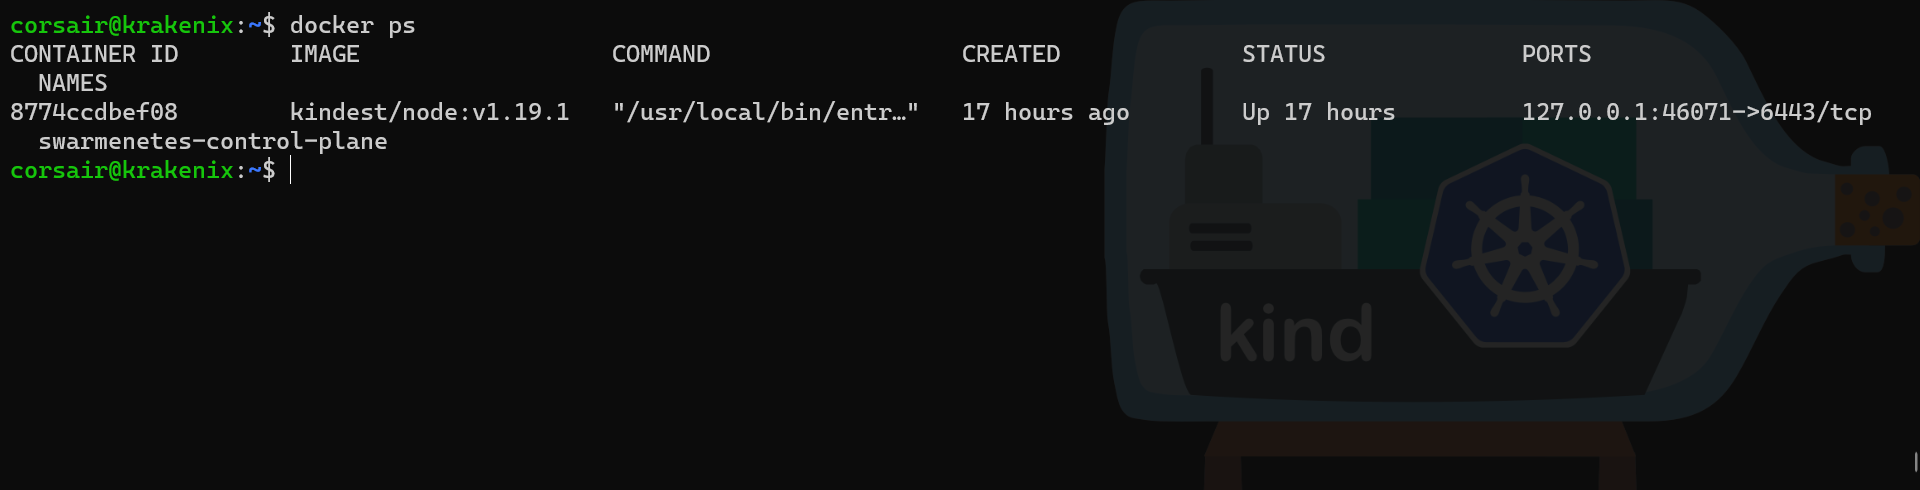 corsair@krakenix:~$ docker ps
CONTAINER ID        IMAGE                  COMMAND                  CREATED             STATUS              PORTS
  NAMES
8774ccdbef08        kindest/node:v1.19.1   "/usr/local/bin/entr…"   17 hours ago        Up 17 hours         127.0.0.1:46071->6443/tcp
  swarmenetes-control-plane
corsair@krakenix:~$
kind